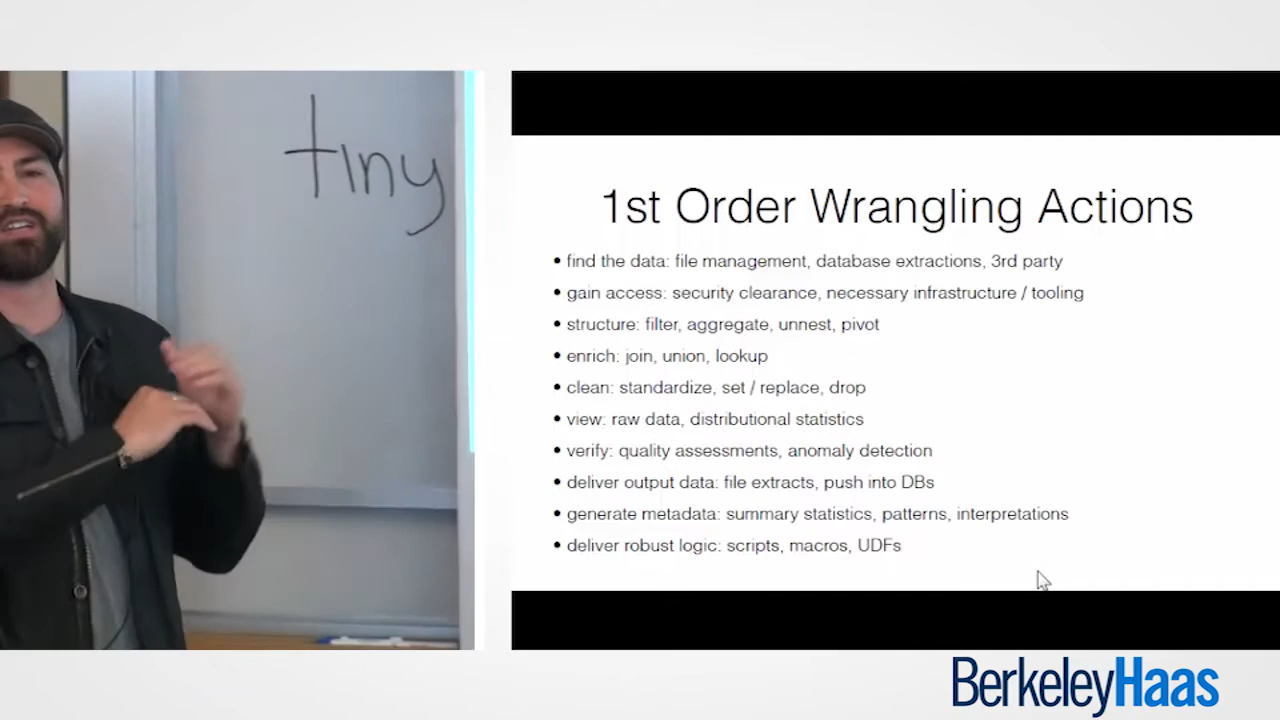 tiny
1st Order Wrangling Actions
• find the data: file management, database extractions, 3rd party
• gain access: security clearance, necessary infrastructure / tooling
• structure: filter, aggregate, unnest, pivot
• enrich: join, union, lookup
• clean: standardize, set / replace, drop
• view: raw data, distributional statistics
• verify: quality assessments, anomaly detection
• deliver output data: file extracts, push into DBs
• generate metadata: summary statistics, patterns, interpretations
• deliver robust logic: scripts, macros, UDFs
BerkeleyHaas